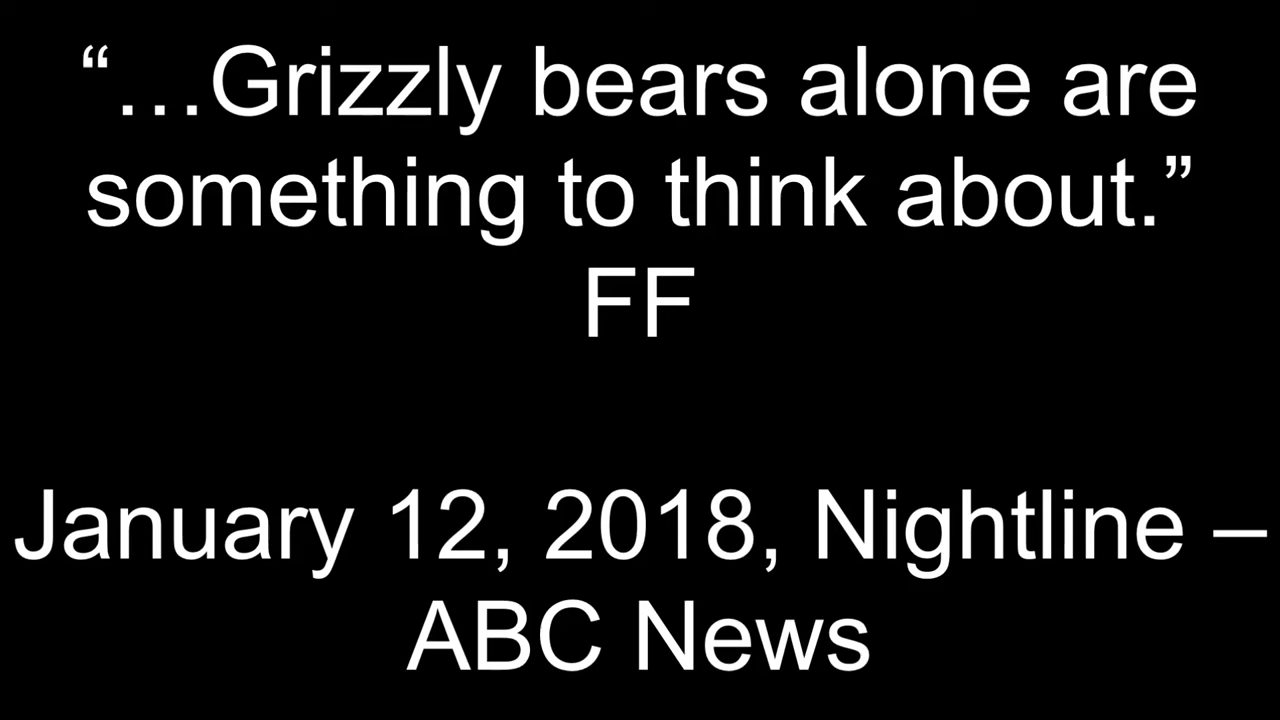 “…Grizzly bears alone are
something to think about.”
FF
January 12, 2018, Nightline –
ABC News